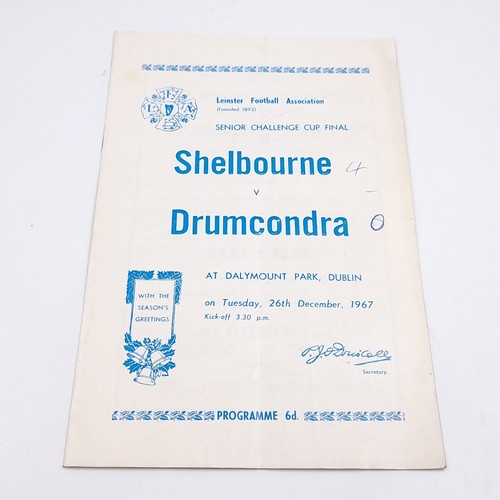 Leinster Football Association
(Founded 1892)
SENIOR CHALLENGE CUP FINAL
Shelbourne 4
v
Drumcondra 0
AT DALYMOUNT PARK, DUBLIN
on Tuesday, 26th December, 1967
Kick-off 3.30 p.m.
WITH THE
SEASON'S
GREETINGS
P. J. O'Driscoll
Secretary.
PROGRAMME 6d.